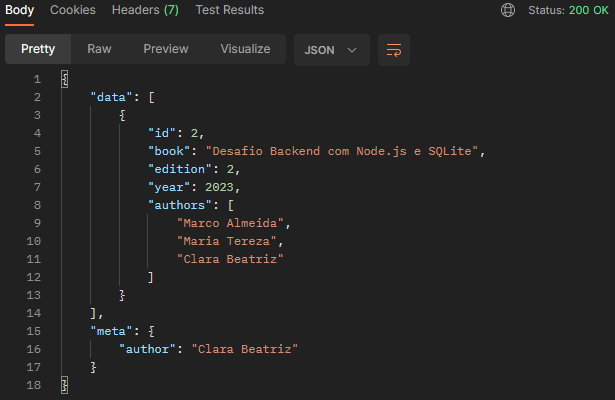 Body Cookies Headers (7) Test Results Status: 200 OK
Pretty Raw Preview Visualize JSON
1 {
2 "data": [
3 {
4 "id": 2,
5 "book": "Desafio Backend com Node.js e SQLite",
6 "edition": 2,
7 "year": 2023,
8 "authors": [
9 "Marco Almeida",
10 "Maria Tereza",
11 "Clara Beatriz"
12 ]
13 }
14 ],
15 "meta": {
16 "author": "Clara Beatriz"
17 }
18 }